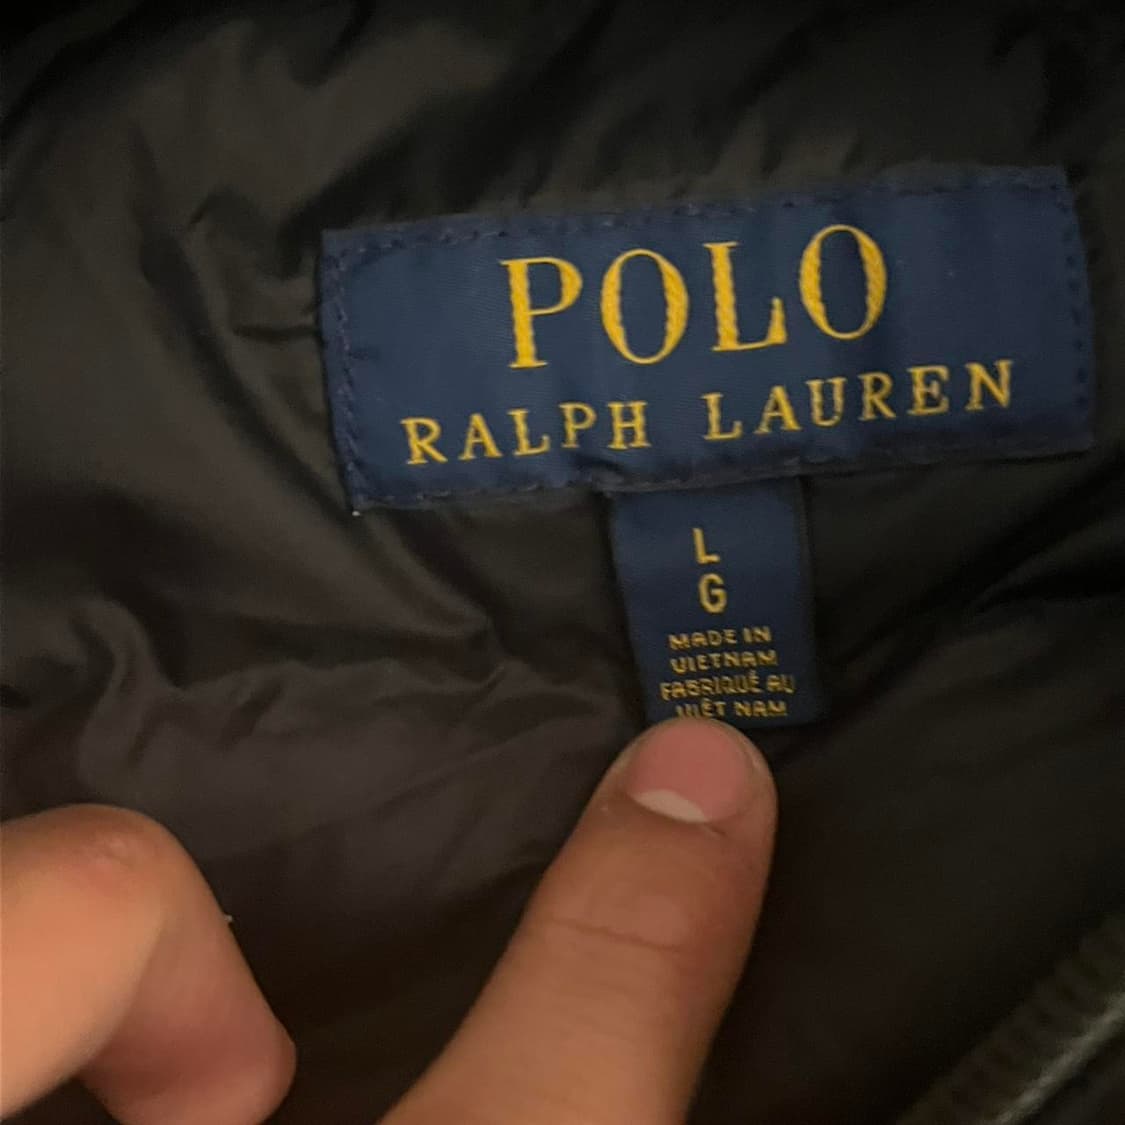 POLO
RALPH LAUREN
L
G
MADE IN
VIETNAM
FABRIQUÉ AU
VIÊT NAM